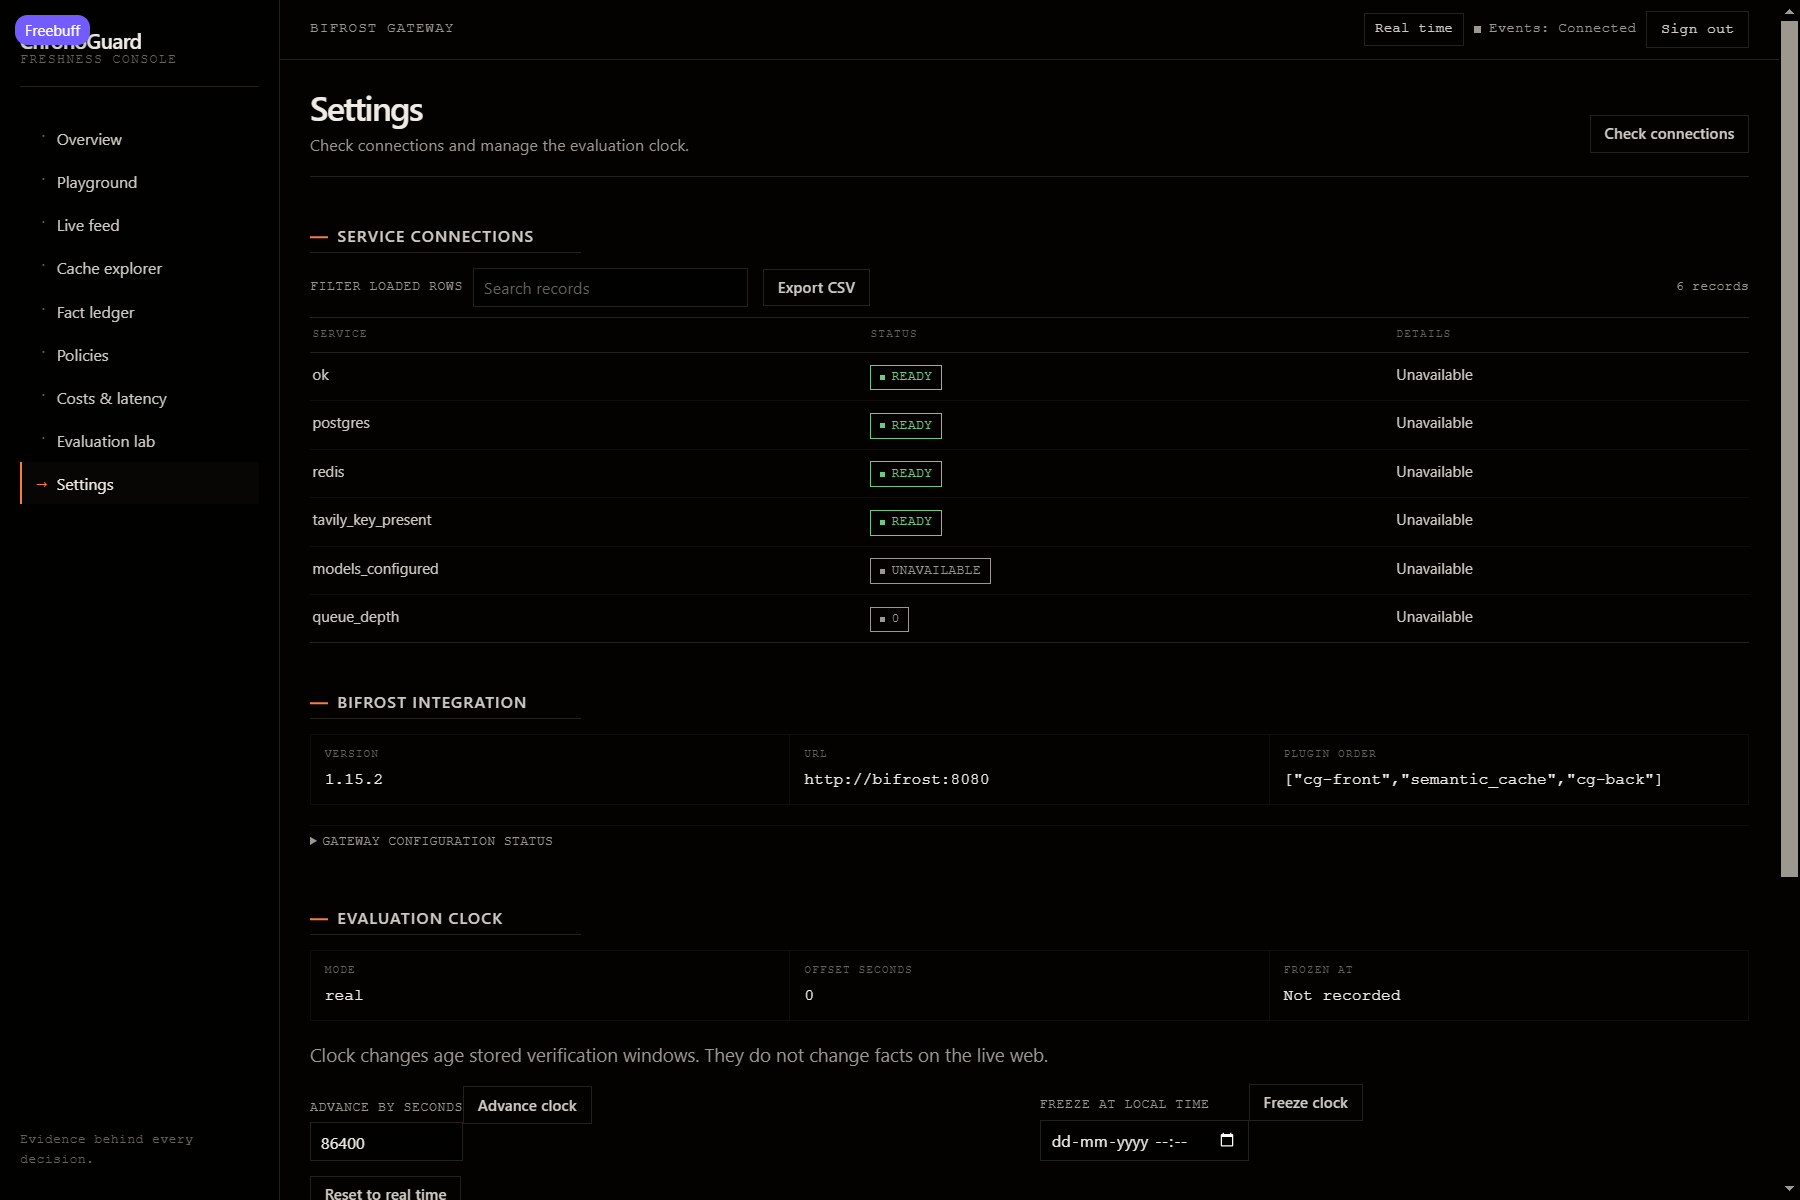 Freebuff
ChronoGuard
FRESHNESS CONSOLE
Overview
Playground
Live feed
Cache explorer
Fact ledger
Policies
Costs & latency
Evaluation lab
→ Settings
Evidence behind every
decision.
BIFROST GATEWAY
Real time
Events: Connected
Sign out
Settings
Check connections and manage the evaluation clock.
Check connections
SERVICE CONNECTIONS
FILTER LOADED ROWS
Search records
Export CSV
6 records
SERVICE STATUS DETAILS
ok READY Unavailable
postgres READY Unavailable
redis READY Unavailable
tavily_key_present READY Unavailable
models_configured UNAVAILABLE Unavailable
queue_depth 0 Unavailable
BIFROST INTEGRATION
VERSION URL PLUGIN ORDER
1.15.2 http://bifrost:8080 ["cg-front","semantic_cache","cg-back"]
GATEWAY CONFIGURATION STATUS
EVALUATION CLOCK
MODE OFFSET SECONDS FROZEN AT
real 0 Not recorded
Clock changes age stored verification windows. They do not change facts on the live web.
ADVANCE BY SECONDS Advance clock FREEZE AT LOCAL TIME Freeze clock
86400 dd-mm-yyyy --:--
Reset to real time